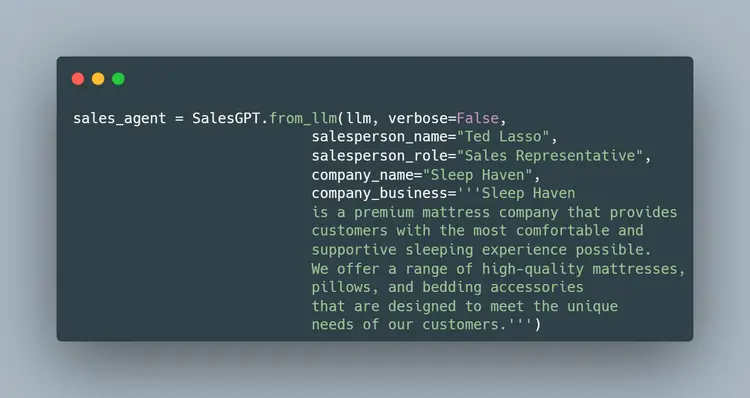 sales_agent = SalesGPT.from_llm(llm, verbose=False,
salesperson_name="Ted Lasso",
salesperson_role="Sales Representative",
company_name="Sleep Haven",
company_business='''Sleep Haven
is a premium mattress company that provides
customers with the most comfortable and
supportive sleeping experience possible.
We offer a range of high-quality mattresses,
pillows, and bedding accessories
that are designed to meet the unique
needs of our customers.''')